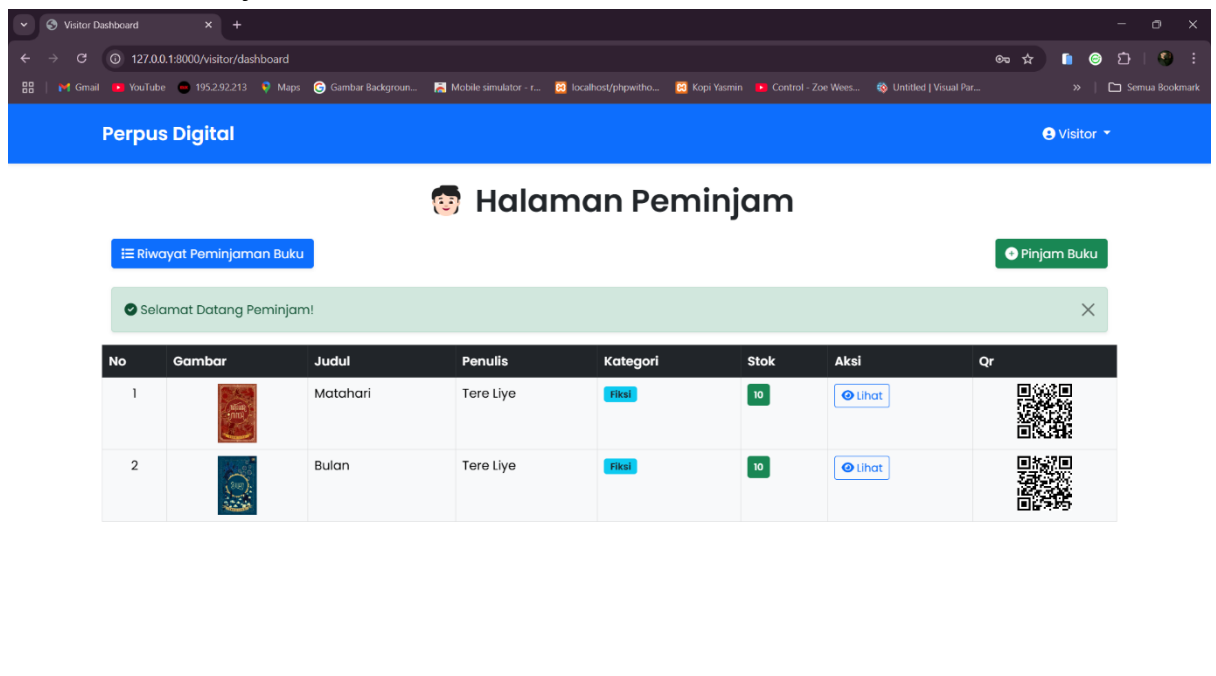 Visitor Dashboard
127.0.0.1:8000/visitor/dashboard
Gmail YouTube 195.2.92.213 Maps Gambar Backgroun... Mobile simulator - r... localhost/phpwitho... Kopi Yasmin Control - Zoe Wees... Untitled | Visual Par... » Semua Bookmark
Perpus Digital Visitor
Halaman Peminjam
Riwayat Peminjaman Buku Pinjam Buku
Selamat Datang Peminjam!
No Gambar Judul Penulis Kategori Stok Aksi Qr
1 Matahari Tere Liye Fiksi 10 Lihat
2 Bulan Tere Liye Fiksi 10 Lihat